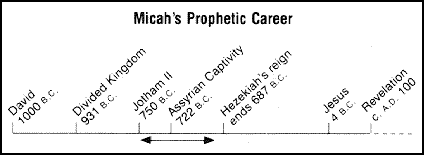 Micah's Prophetic Career
David
1000 B.C.
Divided Kingdom
931 B.C.
Jotham II
750 B.C.
Assyrian Captivity
722 B.C.
Hezekiah's reign
ends 687 B.C.
Jesus
4 B.C.
Revelation
C. A.D. 100